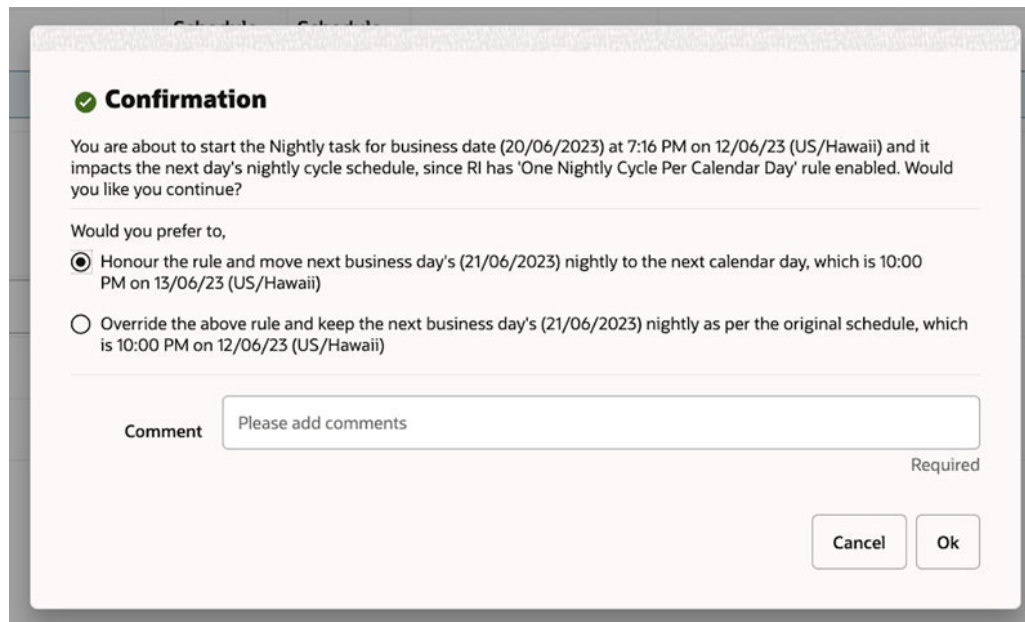 Confirmation
You are about to start the Nightly task for business date (20/06/2023) at 7:16 PM on 12/06/23 (US/Hawaii) and it
impacts the next day's nightly cycle schedule, since RI has 'One Nightly Cycle Per Calendar Day' rule enabled. Would
you like you continue?
Would you prefer to,
Honour the rule and move next business day's (21/06/2023) nightly to the next calendar day, which is 10:00
PM on 13/06/23 (US/Hawaii)
Override the above rule and keep the next business day's (21/06/2023) nightly as per the original schedule, which
is 10:00 PM on 12/06/23 (US/Hawaii)
Comment
Please add comments
Required
Cancel Ok